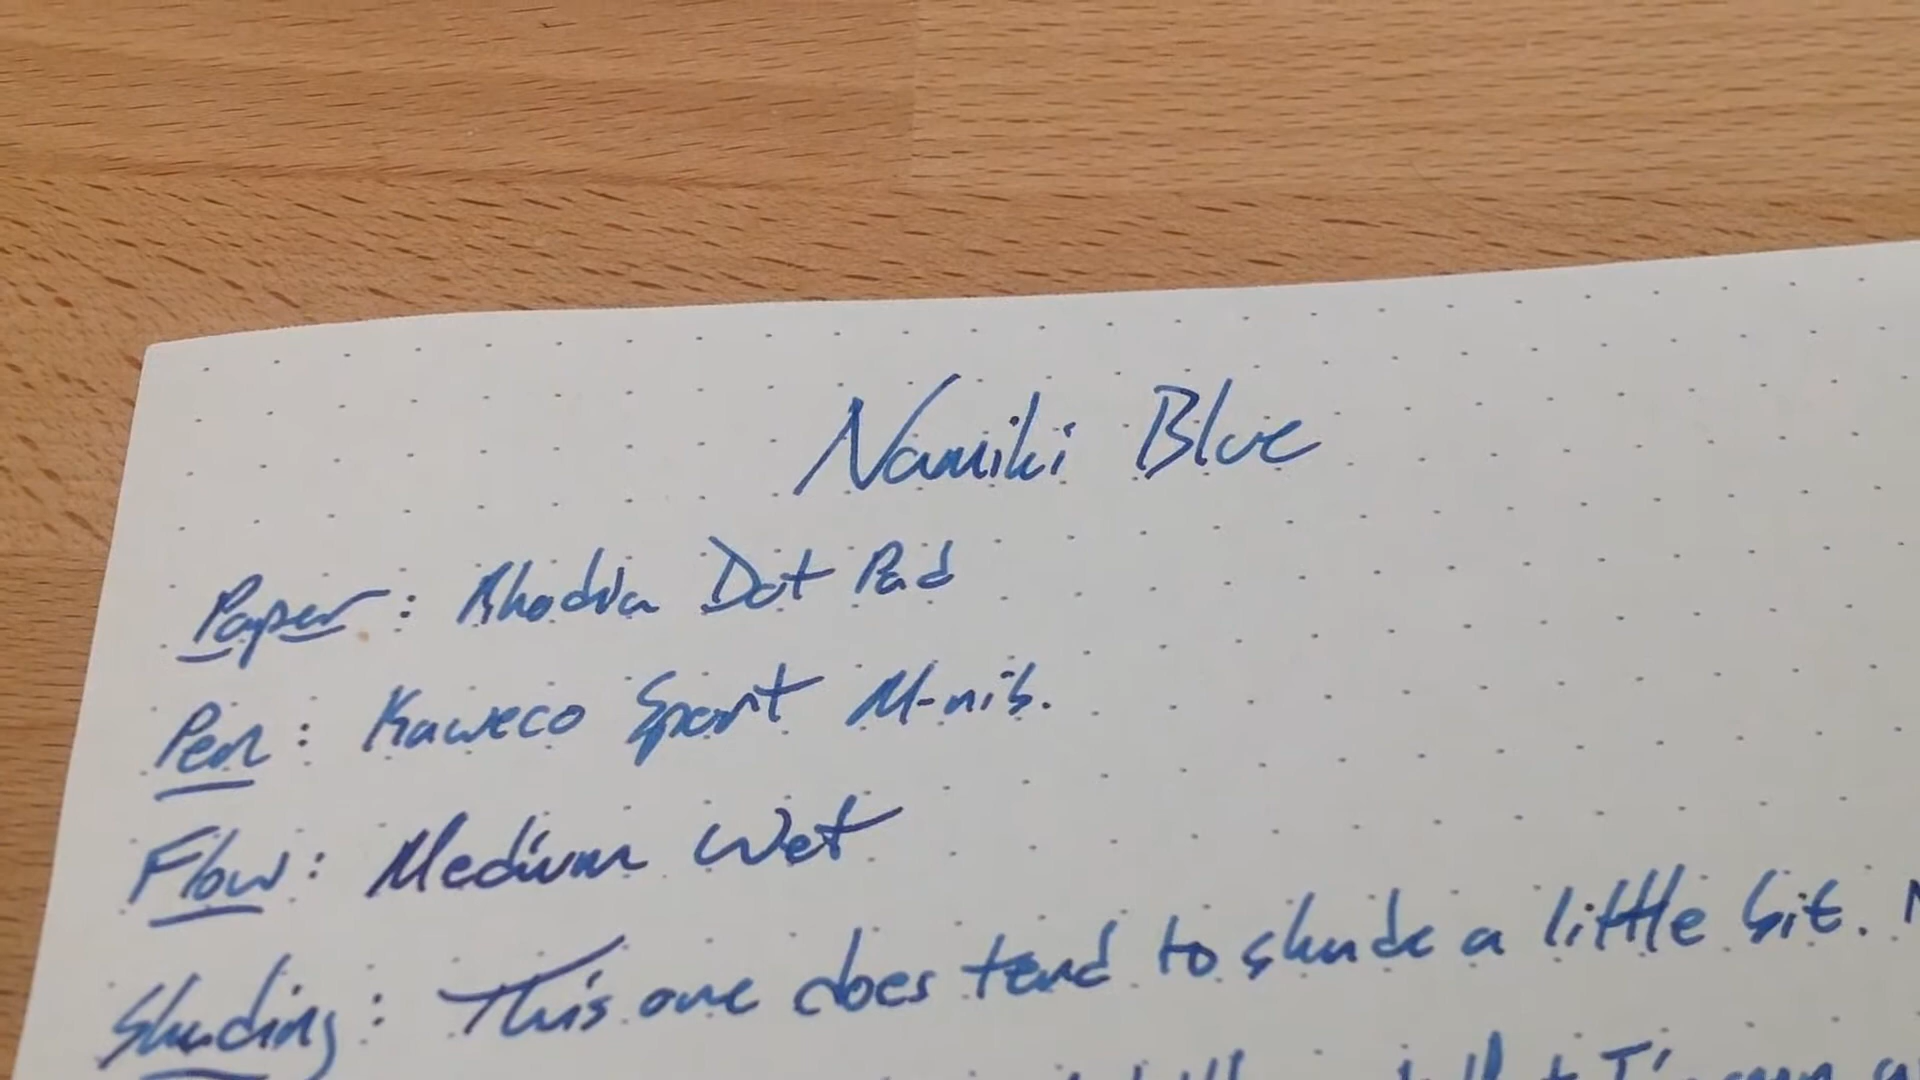 Namiki Blue
Paper: Rhodia Dot Pad
Pen: Kaweco Sport M-nib.
Flow: Medium Wet
Shading: This one does tend to shade a little bit.